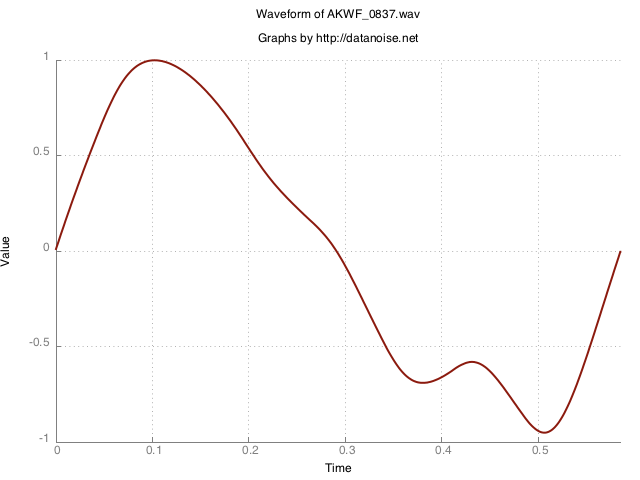 Waveform of AKWF_0837.wav
Graphs by http://datanoise.net
1
0.5
0
-0.5
-1
Value
0 0.1 0.2 0.3 0.4 0.5
Time